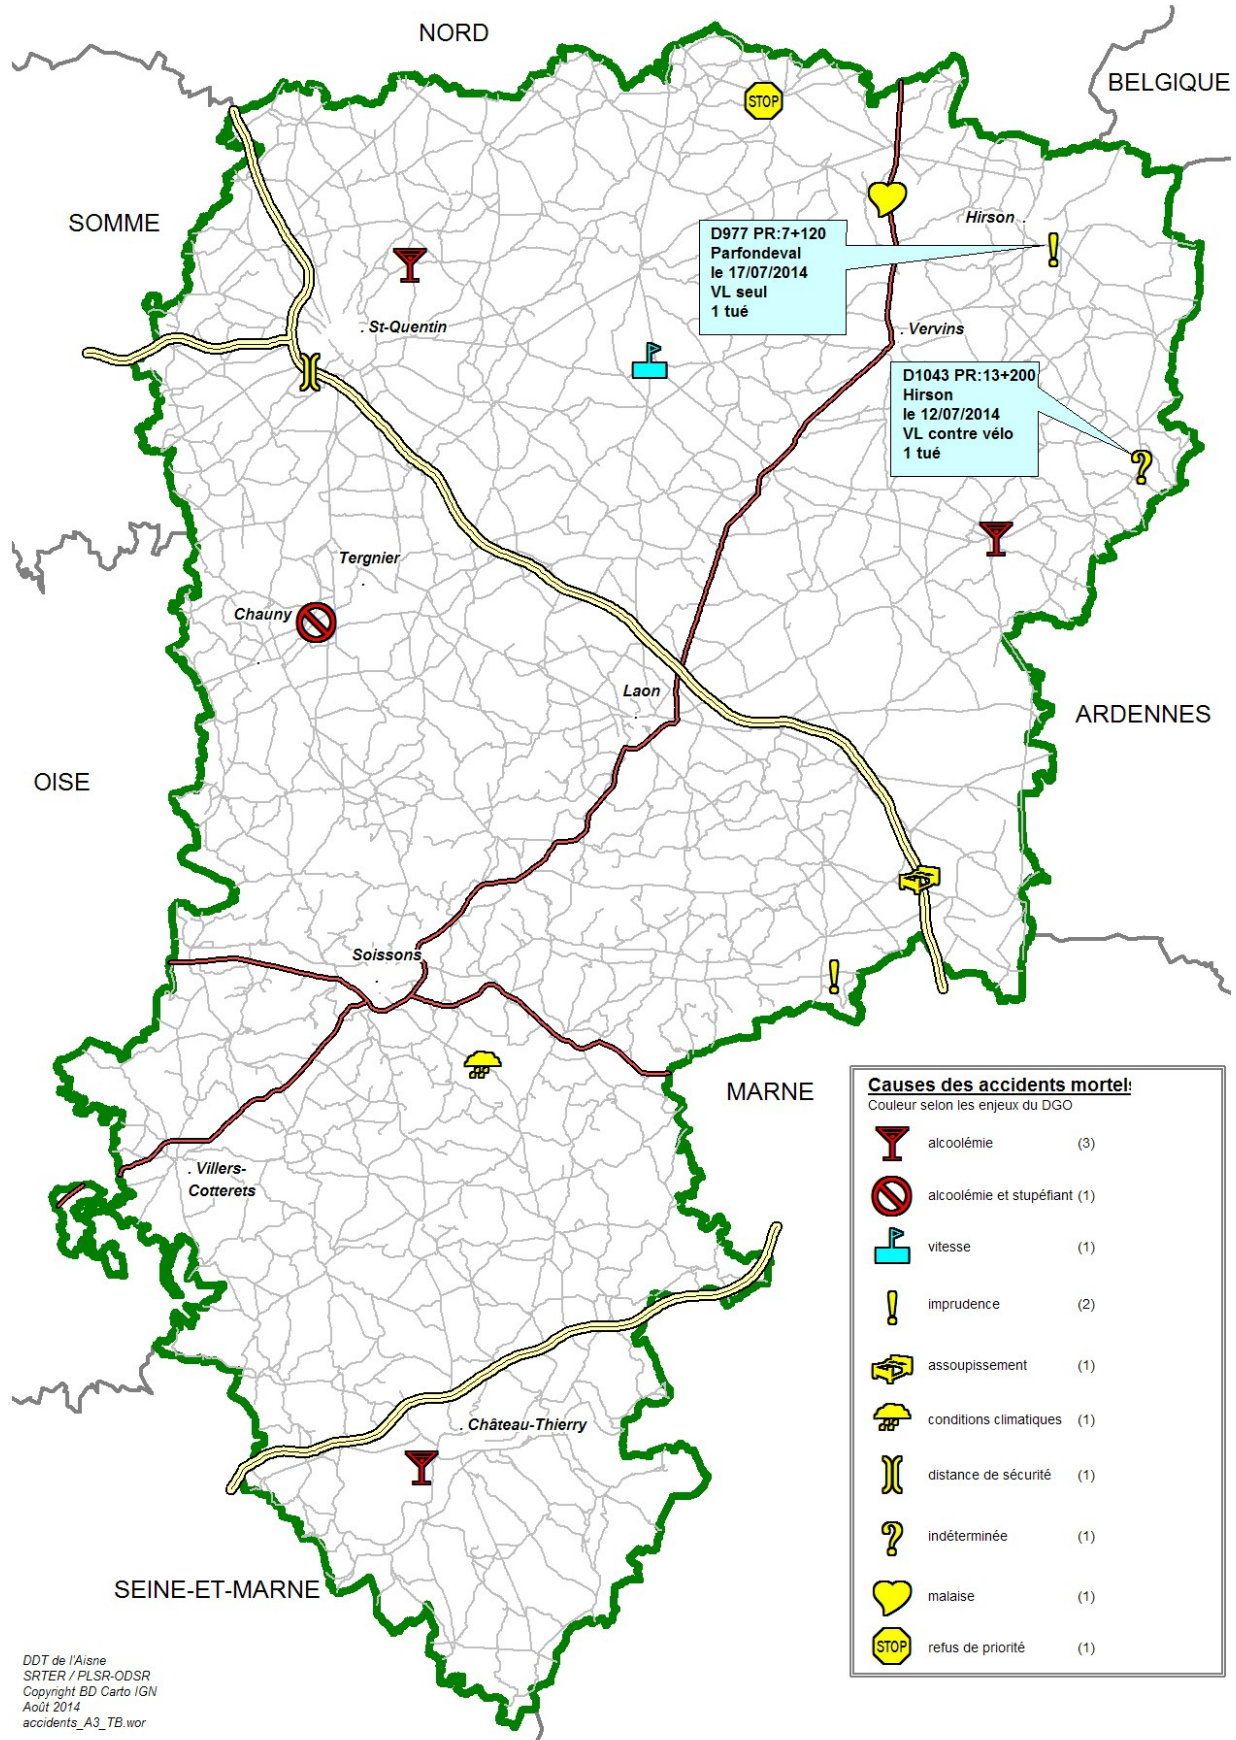 NORD
BELGIQUE
STOP
SOMME
Hirson
D977 PR:7+120
Parfondeval
le 17/07/2014
VL seul
1 tué
St-Quentin
Vervins
D1043 PR:13+200
Hirson
le 12/07/2014
VL contre vélo
1 tué
Tergnier
Chauny
Laon
ARDENNES
OISE
Soissons
MARNE
Villers-
Cotterets
Château-Thierry
SEINE-ET-MARNE
Causes des accidents mortels
Couleur selon les enjeux du DGO
alcoolémie (3)
alcoolémie et stupéfiant (1)
vitesse (1)
imprudence (2)
assoupissement (1)
conditions climatiques (1)
distance de sécurité (1)
indéterminée (1)
malaise (1)
STOP refus de priorité (1)
DDT de l'Aisne
SRTER / PLSR-ODSR
Copyright BD Carto IGN
Août 2014
accidents_A3_TB.wor